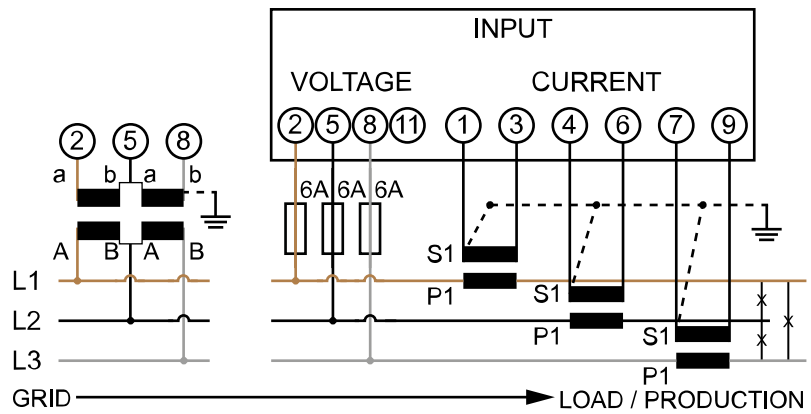 INPUT
VOLTAGE CURRENT
2 5 8 2 5 8 11 1 3 4 6 7 9
a b a b
6A 6A 6A
A B A B
S1
L1
P1 S1
L2
P1 S1
L3
P1
GRID LOAD / PRODUCTION